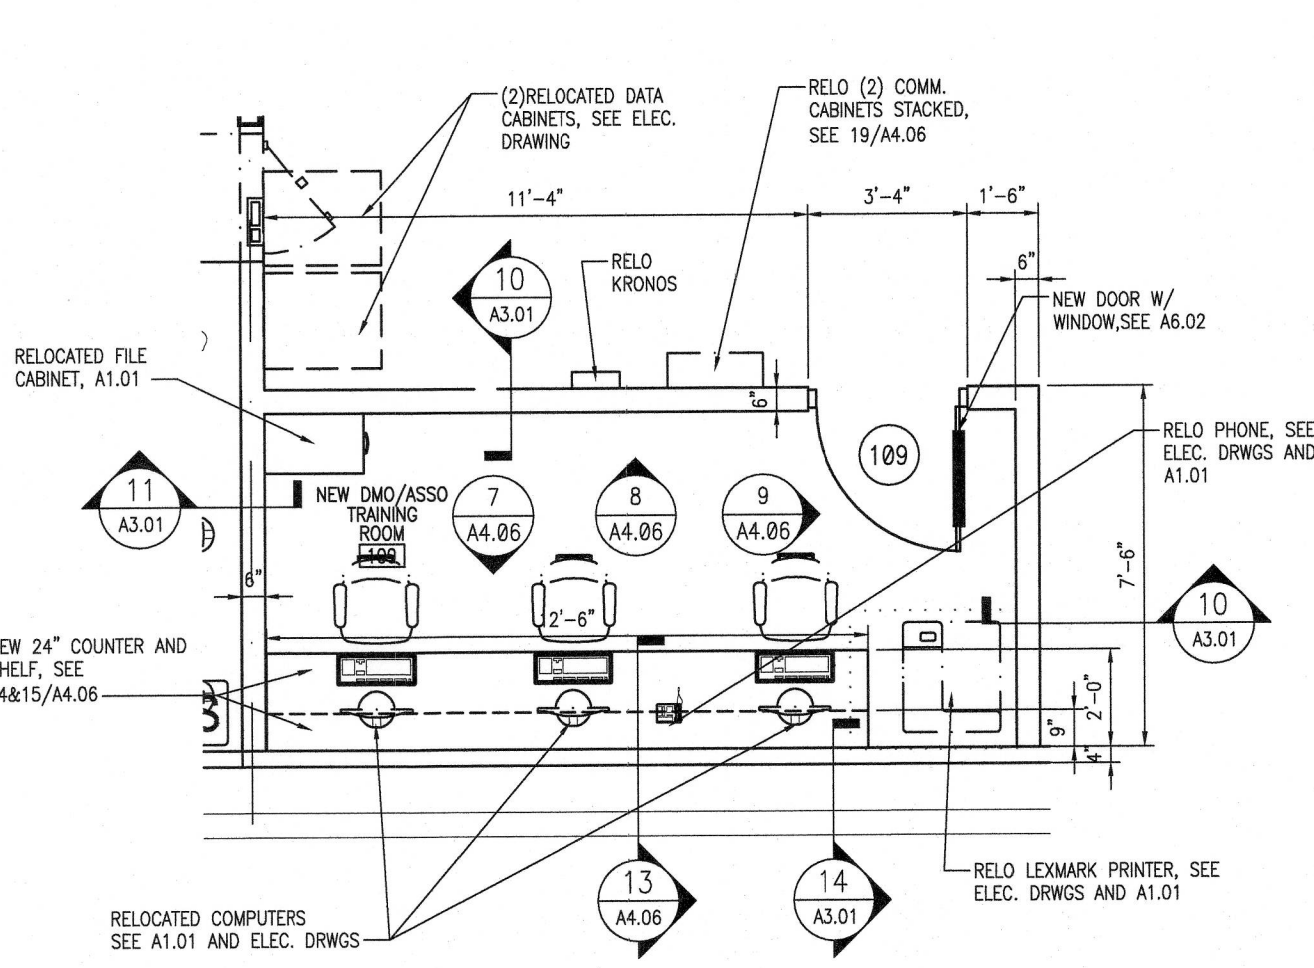 (2)RELOCATED DATA
CABINETS, SEE ELEC.
DRAWING
RELO (2) COMM.
CABINETS STACKED,
SEE 19/A4.06
11'-4"
3'-4"
1'-6"
6"
10
A3.01
RELO
KRONOS
NEW DOOR W/
WINDOW,SEE A6.02
RELOCATED FILE
CABINET, A1.01
6"
109
RELO PHONE, SEE
ELEC. DRWGS AND
A1.01
11
A3.01
NEW DMO/ASSO
TRAINING
ROOM
109
7
A4.06
8
A4.06
9
A4.06
7'-6"
6"
12'-6"
10
A3.01
EW 24" COUNTER AND
HELF, SEE
4&15/A4.06
2'-0"
9"
4"
13
A4.06
14
A3.01
RELO LEXMARK PRINTER, SEE
ELEC. DRWGS AND A1.01
RELOCATED COMPUTERS
SEE A1.01 AND ELEC. DRWGS